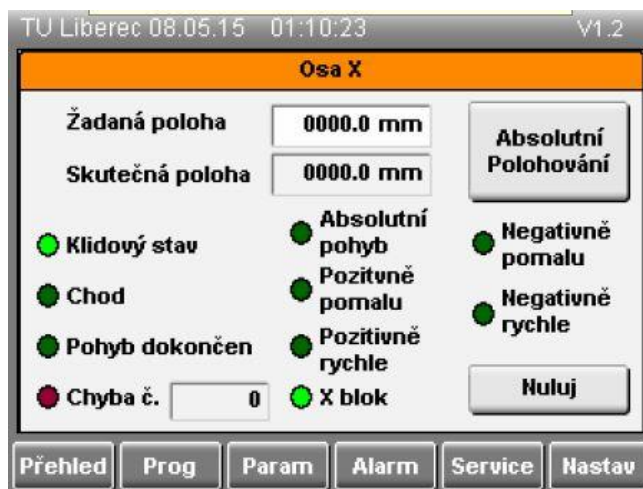 TU Liberec 08.05.15 01:10:23 V1.2
Osa X
Žadaná poloha 0000.0 mm
Skutečná poloha 0000.0 mm
Absolutní
Polohování
Klidový stav
Chod
Pohyb dokončen
Chyba č. 0
Absolutní
pohyb
Pozitvně
pomalu
Pozitivně
rychle
X blok
Negativně
pomalu
Negativně
rychle
Nuluj
Přehled Prog Param Alarm Service Nastav